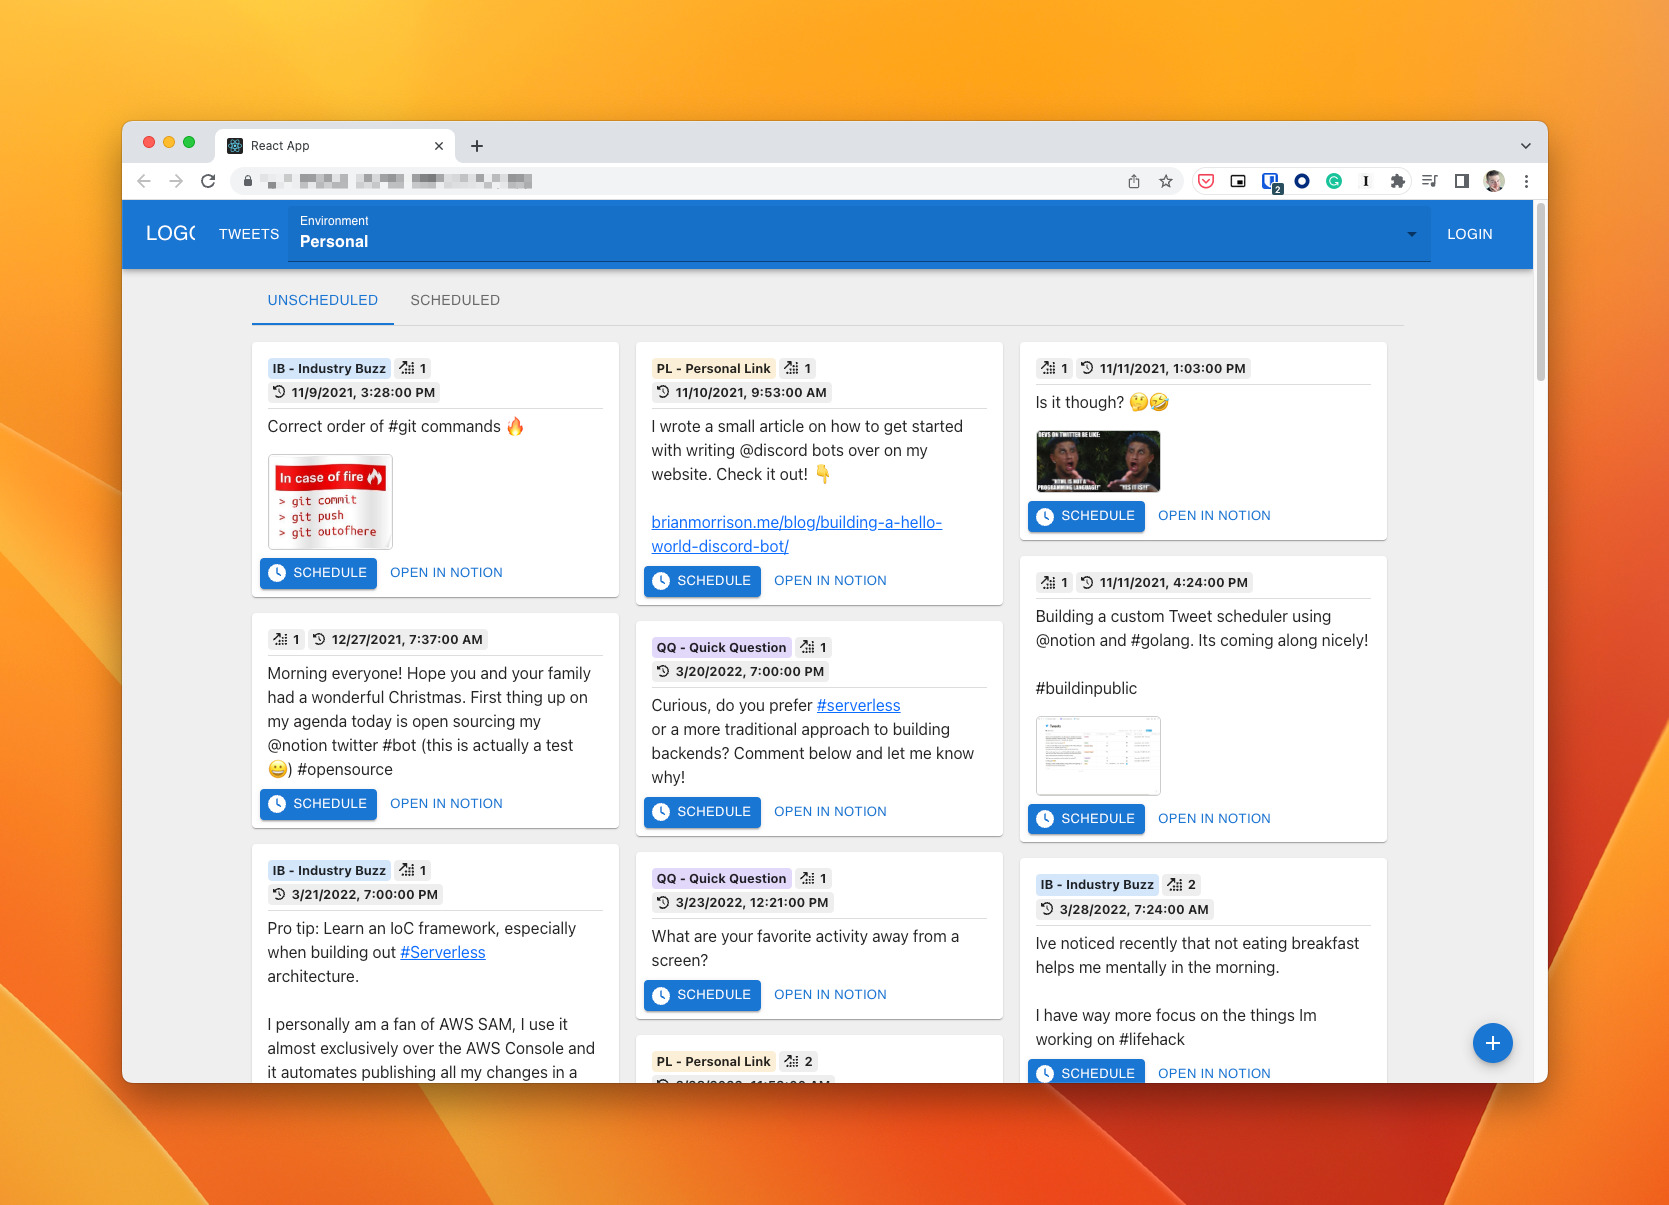 React App
2
I
LOGO
TWEETS
Environment
Personal
LOGIN
UNSCHEDULED
SCHEDULED
IB - Industry Buzz
1
11/9/2021, 3:28:00 PM
Correct order of #git commands 🔥
In case of fire
> git commit
> git push
> git outofhere
SCHEDULE
OPEN IN NOTION
1
12/27/2021, 7:37:00 AM
Morning everyone! Hope you and your family
had a wonderful Christmas. First thing up on
my agenda today is open sourcing my
@notion twitter #bot (this is actually a test
😀) #opensource
SCHEDULE
OPEN IN NOTION
IB - Industry Buzz
1
3/21/2022, 7:00:00 PM
Pro tip: Learn an IoC framework, especially
when building out #Serverless
architecture.
I personally am a fan of AWS SAM, I use it
almost exclusively over the AWS Console and
it automates publishing all my changes in a
PL - Personal Link
1
11/10/2021, 9:53:00 AM
I wrote a small article on how to get started
with writing @discord bots over on my
website. Check it out! 👇
brianmorrison.me/blog/building-a-hello-
world-discord-bot/
SCHEDULE
OPEN IN NOTION
QQ - Quick Question
1
3/20/2022, 7:00:00 PM
Curious, do you prefer #serverless
or a more traditional approach to building
backends? Comment below and let me know
why!
SCHEDULE
OPEN IN NOTION
QQ - Quick Question
1
3/23/2022, 12:21:00 PM
What are your favorite activity away from a
screen?
SCHEDULE
OPEN IN NOTION
PL - Personal Link
2
1
11/11/2021, 1:03:00 PM
Is it though? 🤔🤣
DEVS ON TWITTER BE LIKE:
"HTML IS NOT A
PROGRAMMING LANGUAGE!"
"YES IT IS!!"
SCHEDULE
OPEN IN NOTION
1
11/11/2021, 4:24:00 PM
Building a custom Tweet scheduler using
@notion and #golang. Its coming along nicely!
#buildinpublic
Tweets
SCHEDULE
OPEN IN NOTION
IB - Industry Buzz
2
3/28/2022, 7:24:00 AM
Ive noticed recently that not eating breakfast
helps me mentally in the morning.
I have way more focus on the things Im
working on #lifehack
SCHEDULE
OPEN IN NOTION